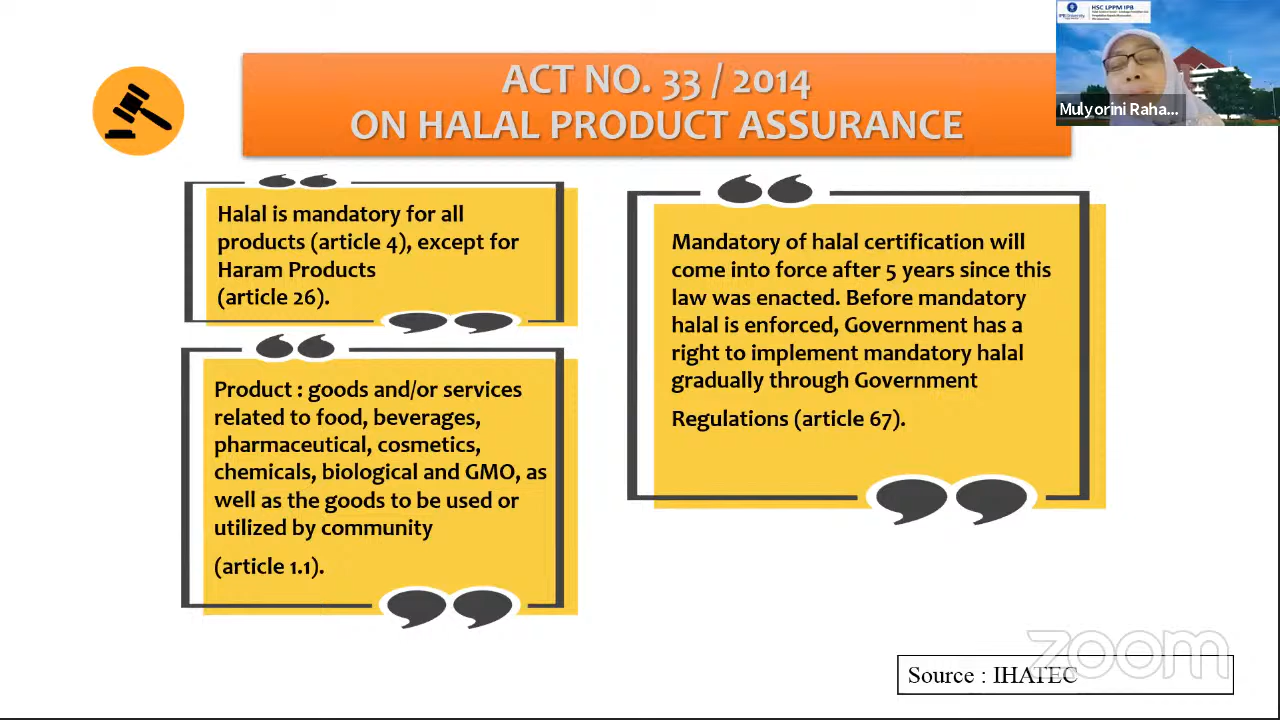 ACT NO. 33 / 2014
ON HALAL PRODUCT ASSURANCE
HSC LPPM IPB
Mulyorini Raha...
Halal is mandatory for all
products (article 4), except for
Haram Products
(article 26).
Product : goods and/or services
related to food, beverages,
pharmaceutical, cosmetics,
chemicals, biological and GMO, as
well as the goods to be used or
utilized by community
(article 1.1).
Mandatory of halal certification will
come into force after 5 years since this
law was enacted. Before mandatory
halal is enforced, Government has a
right to implement mandatory halal
gradually through Government
Regulations (article 67).
zoom
Source : IHATEC